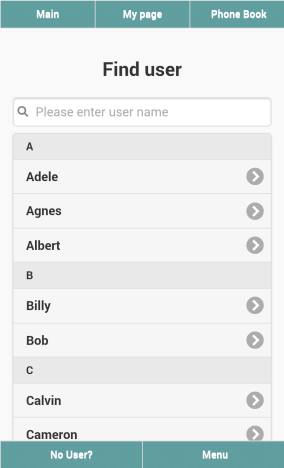 Main My page Phone Book
Find user
Please enter user name
A
Adele
Agnes
Albert
B
Billy
Bob
C
Calvin
Cameron
No User? Menu